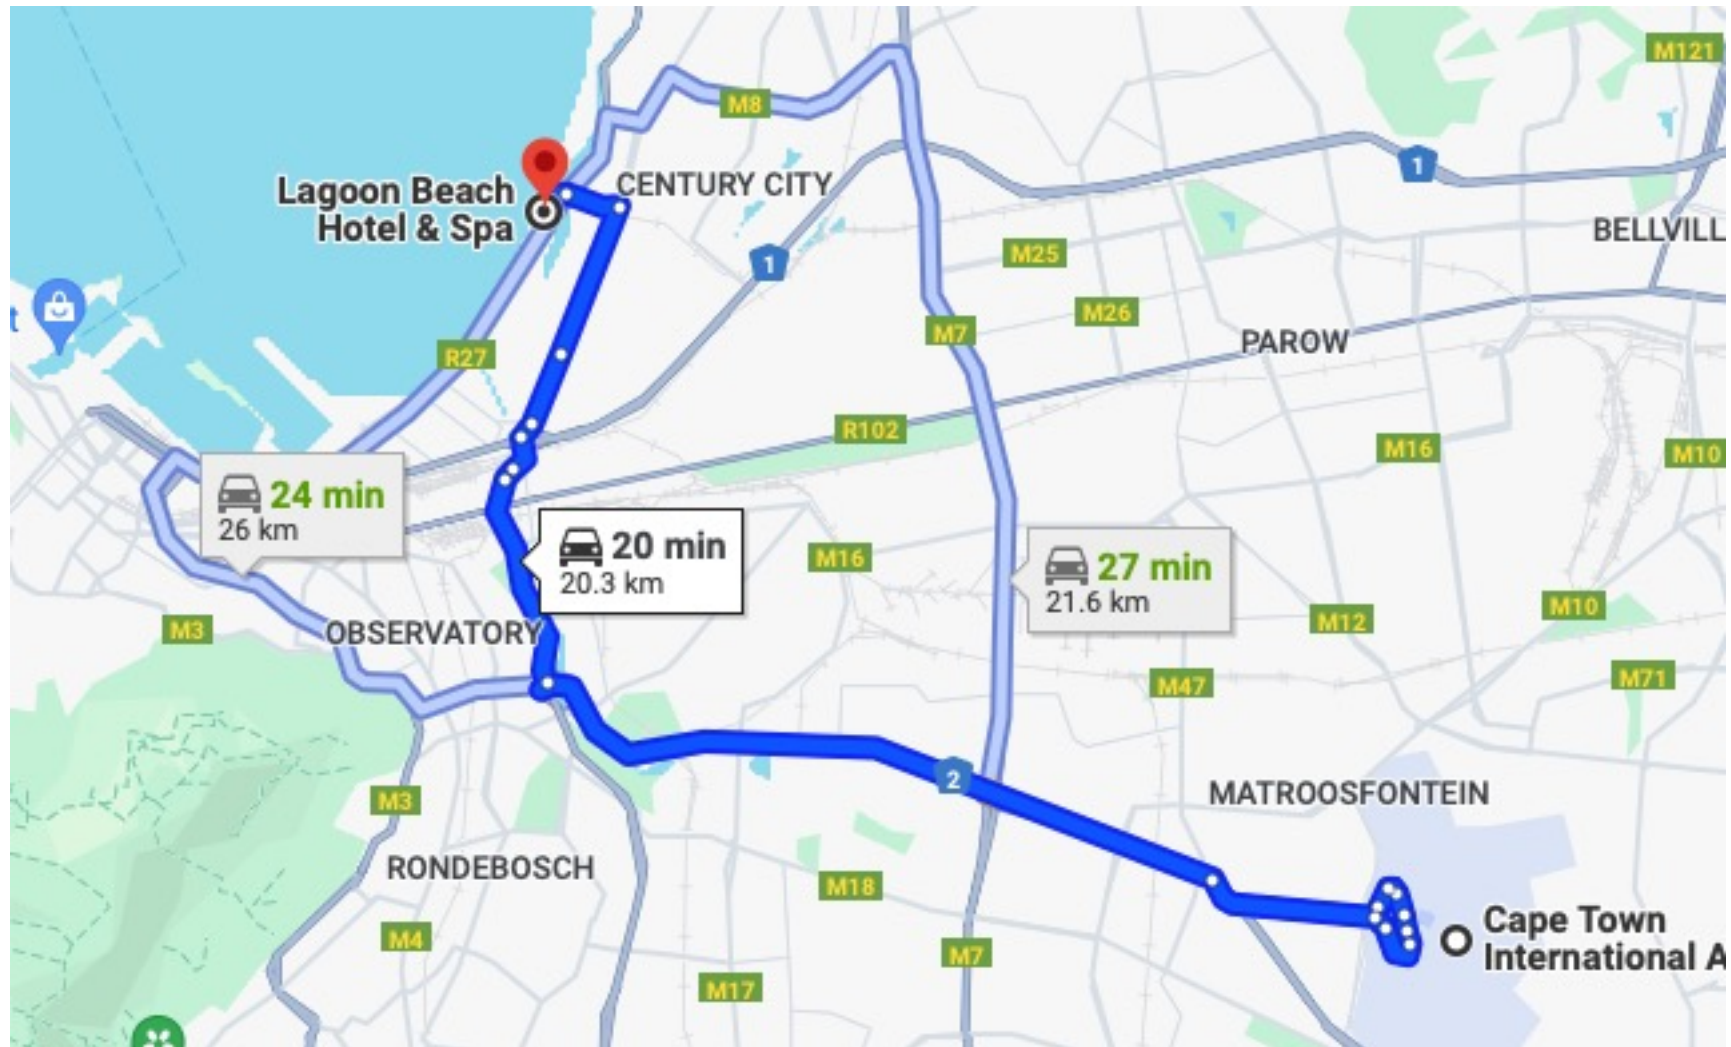 M121
M8
1
Lagoon Beach
Hotel & Spa
CENTURY CITY
BELLVILL
M25
1
M26
t
M7
PAROW
R27
R102
M16
M10
24 min
26 km
20 min
20.3 km
M16
27 min
21.6 km
M10
M3
OBSERVATORY
M12
M71
M47
2
MATROOSFONTEIN
M3
RONDEBOSCH
M18
Cape Town
International A
M4
M7
M17